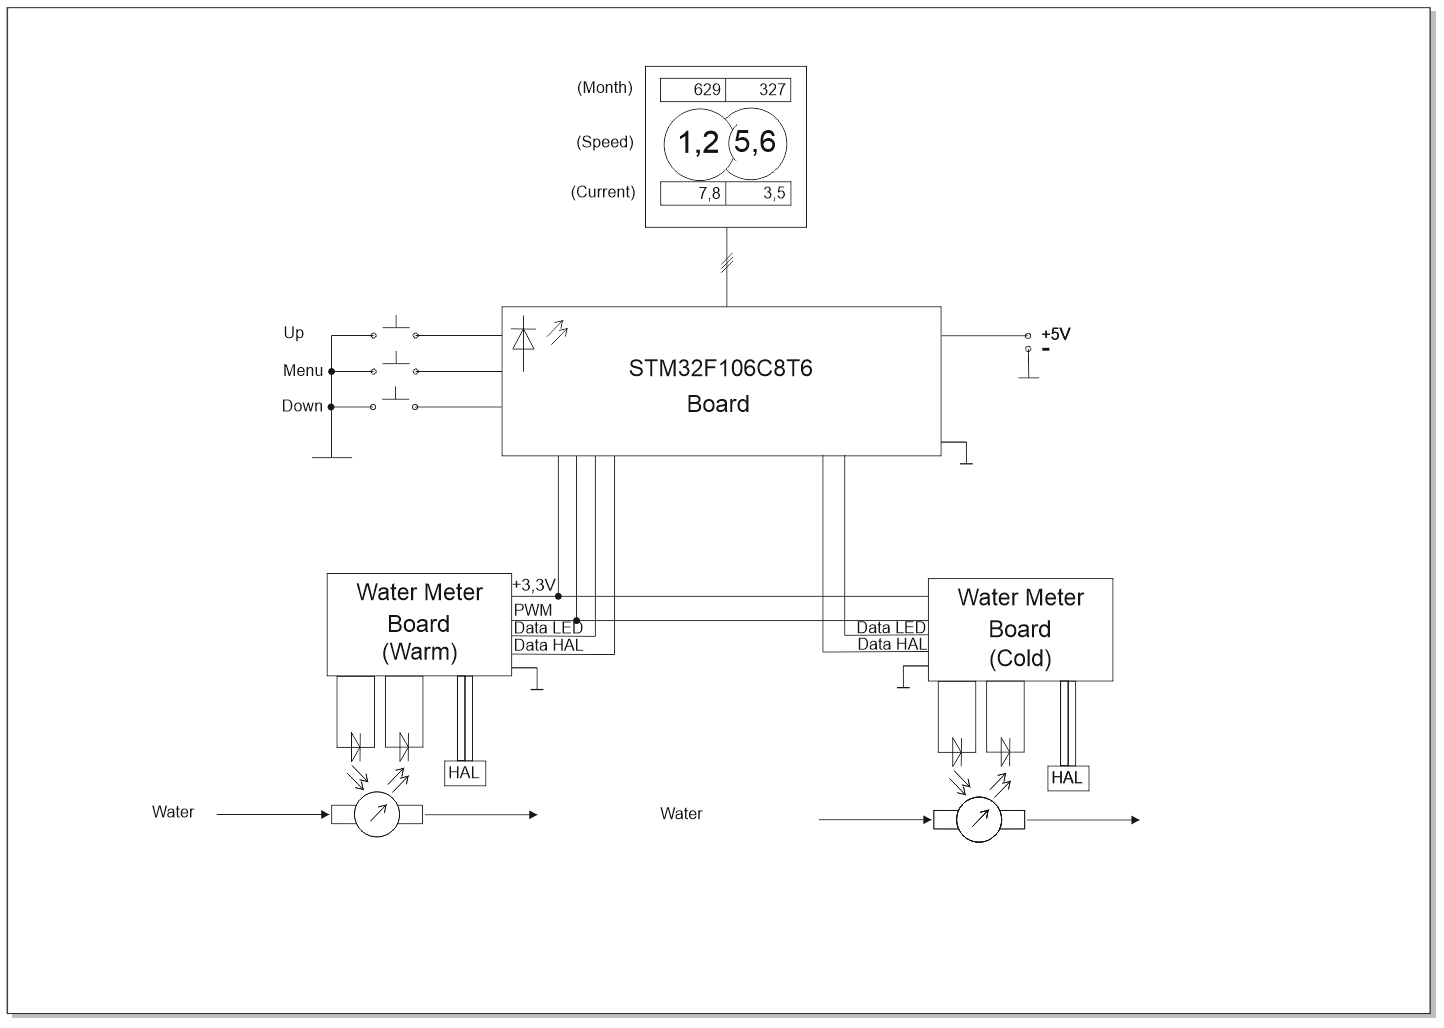 (Month) 629 327
(Speed) 1,2 5,6
(Current) 7,8 3,5
Up
Menu
Down
STM32F106C8T6
Board
+5V
-
Water Meter
Board
(Warm)
+3,3V
PWM
Data LED
Data HAL
Data LED
Data HAL
Water Meter
Board
(Cold)
HAL
HAL
Water
Water